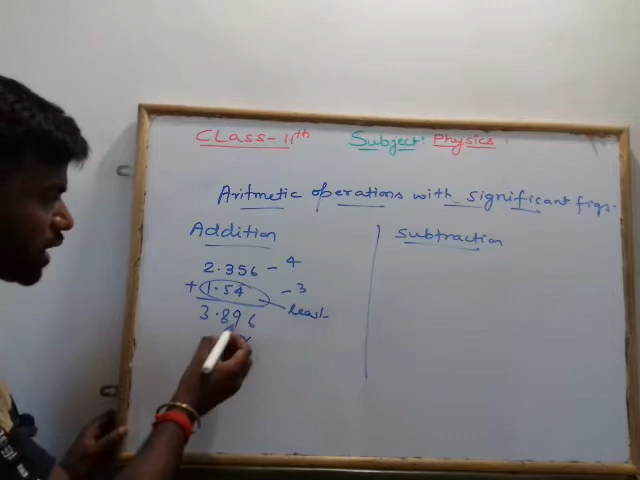 CLass-11th Subject: Physics
Aritmetic operations with significant figs.
Addition
2.356 - 4
+ 1.54 - 3
least
3.896
subtraction